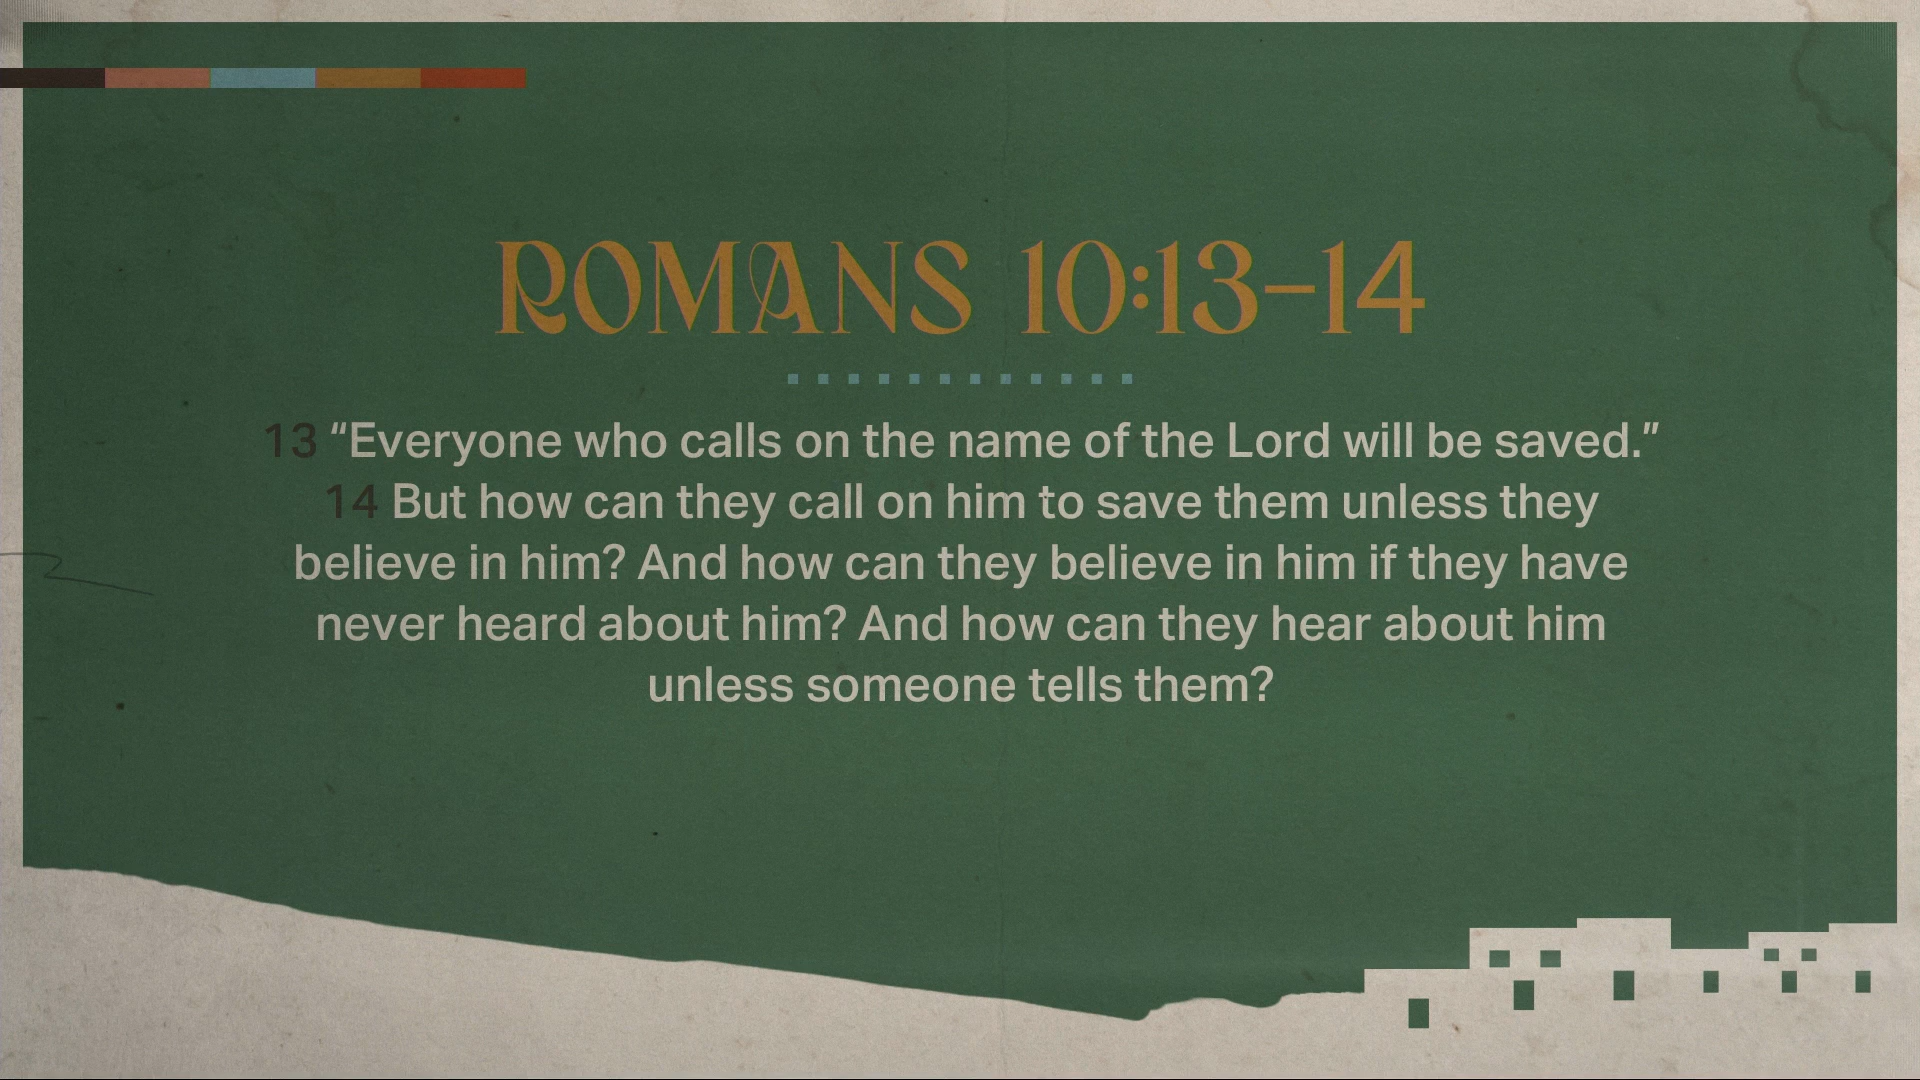 ROMANS 10:13–14
13 “Everyone who calls on the name of the Lord will be saved.”
14 But how can they call on him to save them unless they
believe in him? And how can they believe in him if they have
never heard about him? And how can they hear about him
unless someone tells them?